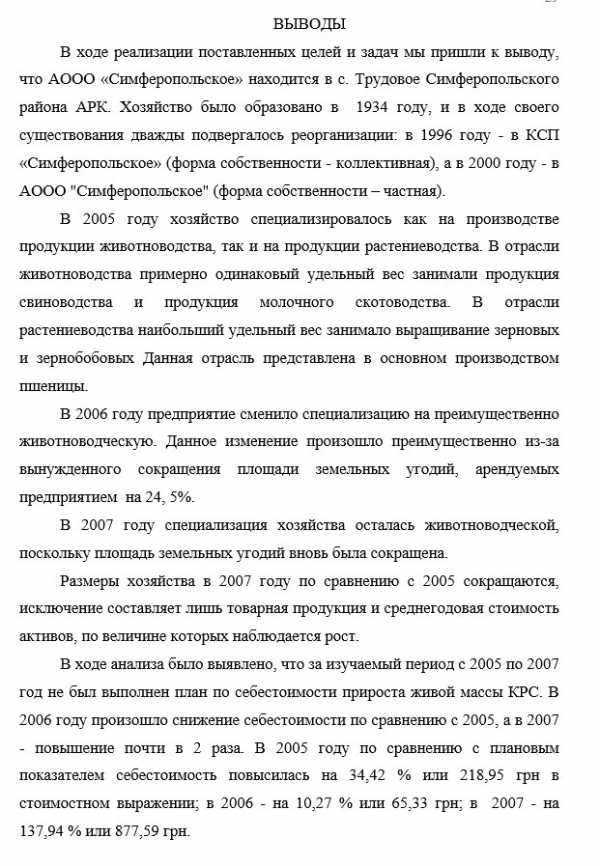 ВЫВОДЫ
В ходе реализации поставленных целей и задач мы пришли к выводу,
что АООО «Симферопольское» находится в с. Трудовое Симферопольского
района АРК. Хозяйство было образовано в 1934 году, и в ходе своего
существования дважды подвергалось реорганизации: в 1996 году - в КСП
«Симферопольское» (форма собственности - коллективная), а в 2000 году - в
АООО "Симферопольское" (форма собственности – частная).
В 2005 году хозяйство специализировалось как на производстве
продукции животноводства, так и на продукции растениеводства. В отрасли
животноводства примерно одинаковый удельный вес занимали продукция
свиноводства и продукция молочного скотоводства. В отрасли
растениеводства наибольший удельный вес занимало выращивание зерновых
и зернобобовых Данная отрасль представлена в основном производством
пшеницы.
В 2006 году предприятие сменило специализацию на преимущественно
животноводческую. Данное изменение произошло преимущественно из-за
вынужденного сокращения площади земельных угодий, арендуемых
предприятием на 24, 5%.
В 2007 году специализация хозяйства осталась животноводческой,
поскольку площадь земельных угодий вновь была сокращена.
Размеры хозяйства в 2007 году по сравнению с 2005 сокращаются,
исключение составляет лишь товарная продукция и среднегодовая стоимость
активов, по величине которых наблюдается рост.
В ходе анализа было выявлено, что за изучаемый период с 2005 по 2007
год не был выполнен план по себестоимости прироста живой массы КРС. В
2006 году произошло снижение себестоимости по сравнению с 2005, а в 2007
- повышение почти в 2 раза. В 2005 году по сравнению с плановым
показателем себестоимость повысилась на 34,42 % или 218,95 грн в
стоимостном выражении; в 2006 - на 10,27 % или 65,33 грн; в 2007 - на
137,94 % или 877,59 грн.